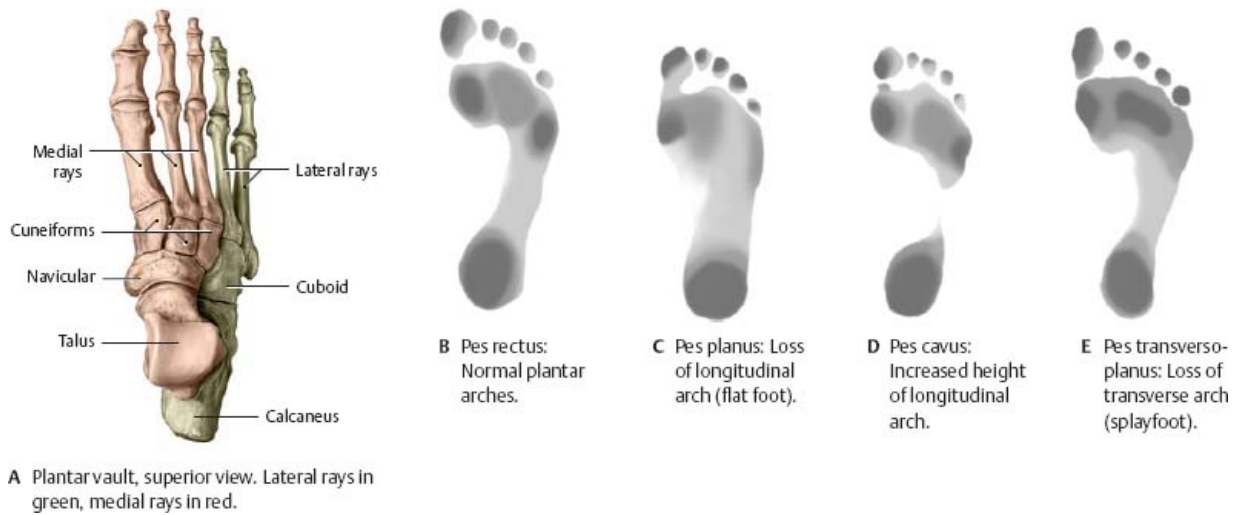 Medial
rays
Lateral rays
Cuneiforms
Navicular
Cuboid
Talus
Calcaneus
A Plantar vault, superior view. Lateral rays in
green, medial rays in red.
B Pes rectus:
Normal plantar
arches.
C Pes planus: Loss
of longitudinal
arch (flat foot).
D Pes cavus:
Increased height
of longitudinal
arch.
E Pes transverso-
planus: Loss of
transverse arch
(splayfoot).